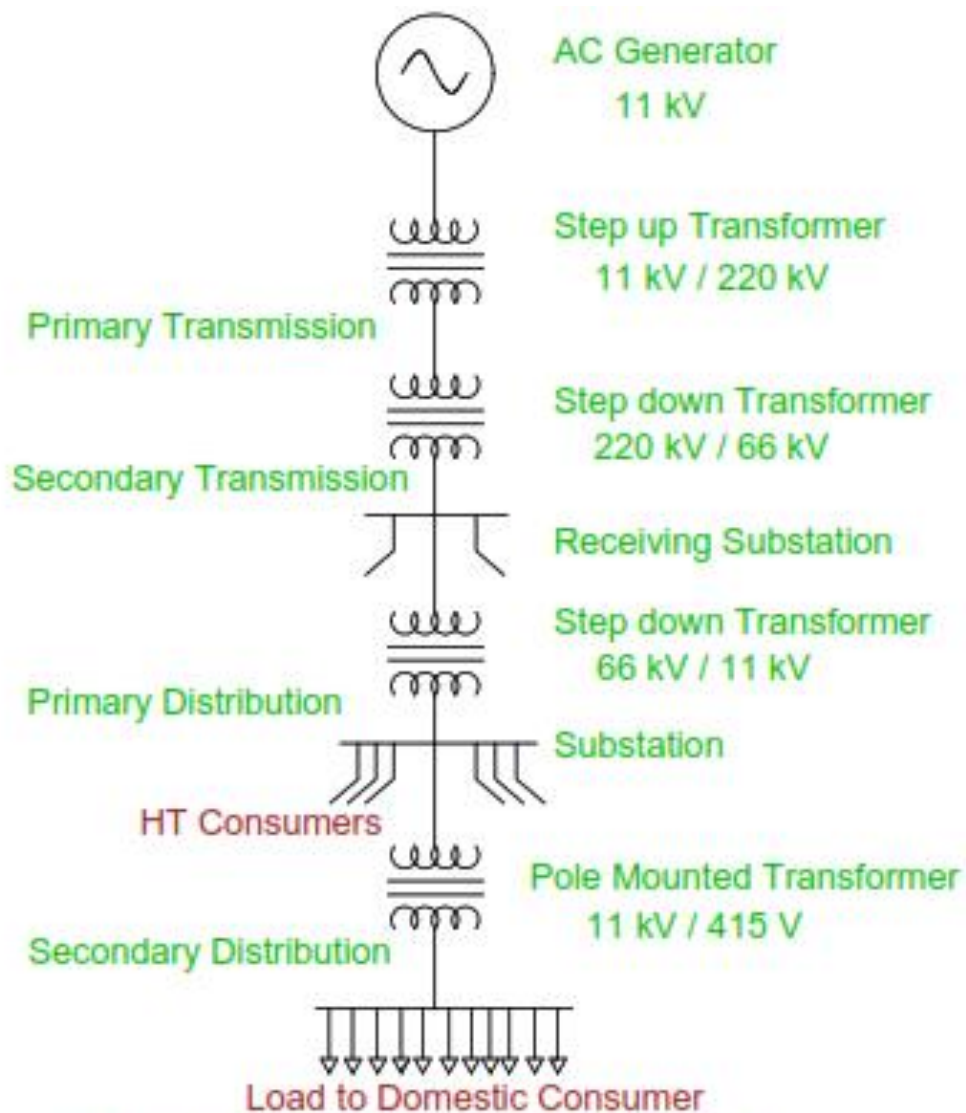 AC Generator
11 kV
Step up Transformer
11 kV / 220 kV
Primary Transmission
Step down Transformer
220 kV / 66 kV
Secondary Transmission
Receiving Substation
Step down Transformer
66 kV / 11 kV
Primary Distribution
Substation
HT Consumers
Pole Mounted Transformer
11 kV / 415 V
Secondary Distribution
Load to Domestic Consumer